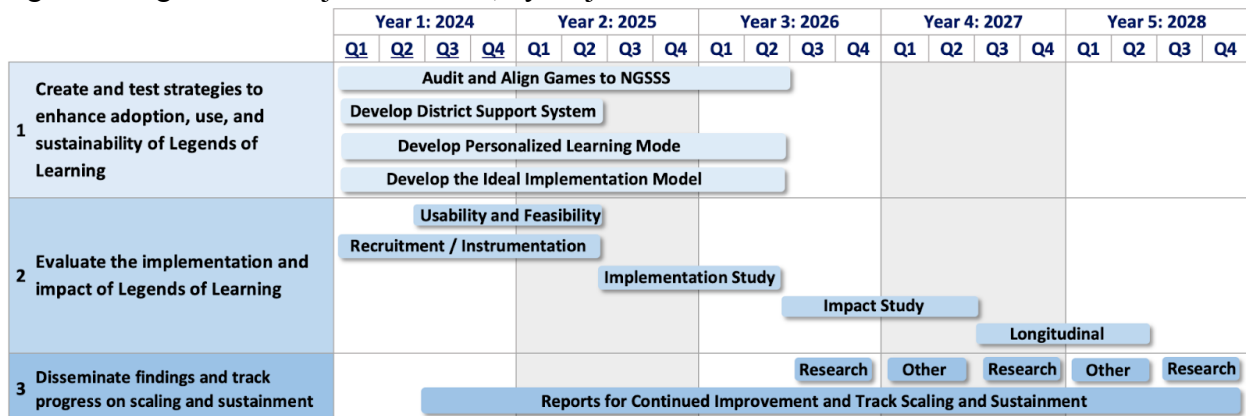 Year 1: 2024 Year 2: 2025 Year 3: 2026 Year 4: 2027 Year 5: 2028
Q1 Q2 Q3 Q4 Q1 Q2 Q3 Q4 Q1 Q2 Q3 Q4 Q1 Q2 Q3 Q4 Q1 Q2 Q3 Q4
1
Create and test strategies to
enhance adoption, use, and
sustainability of Legends of
Learning
Audit and Align Games to NGSSS
Develop District Support System
Develop Personalized Learning Mode
Develop the Ideal Implementation Model
2
Evaluate the implementation and
impact of Legends of Learning
Usability and Feasibility
Recruitment / Instrumentation
Implementation Study
Impact Study
Longitudinal
3
Disseminate findings and track
progress on scaling and sustainment
Research Other Research Other Research
Reports for Continued Improvement and Track Scaling and Sustainment